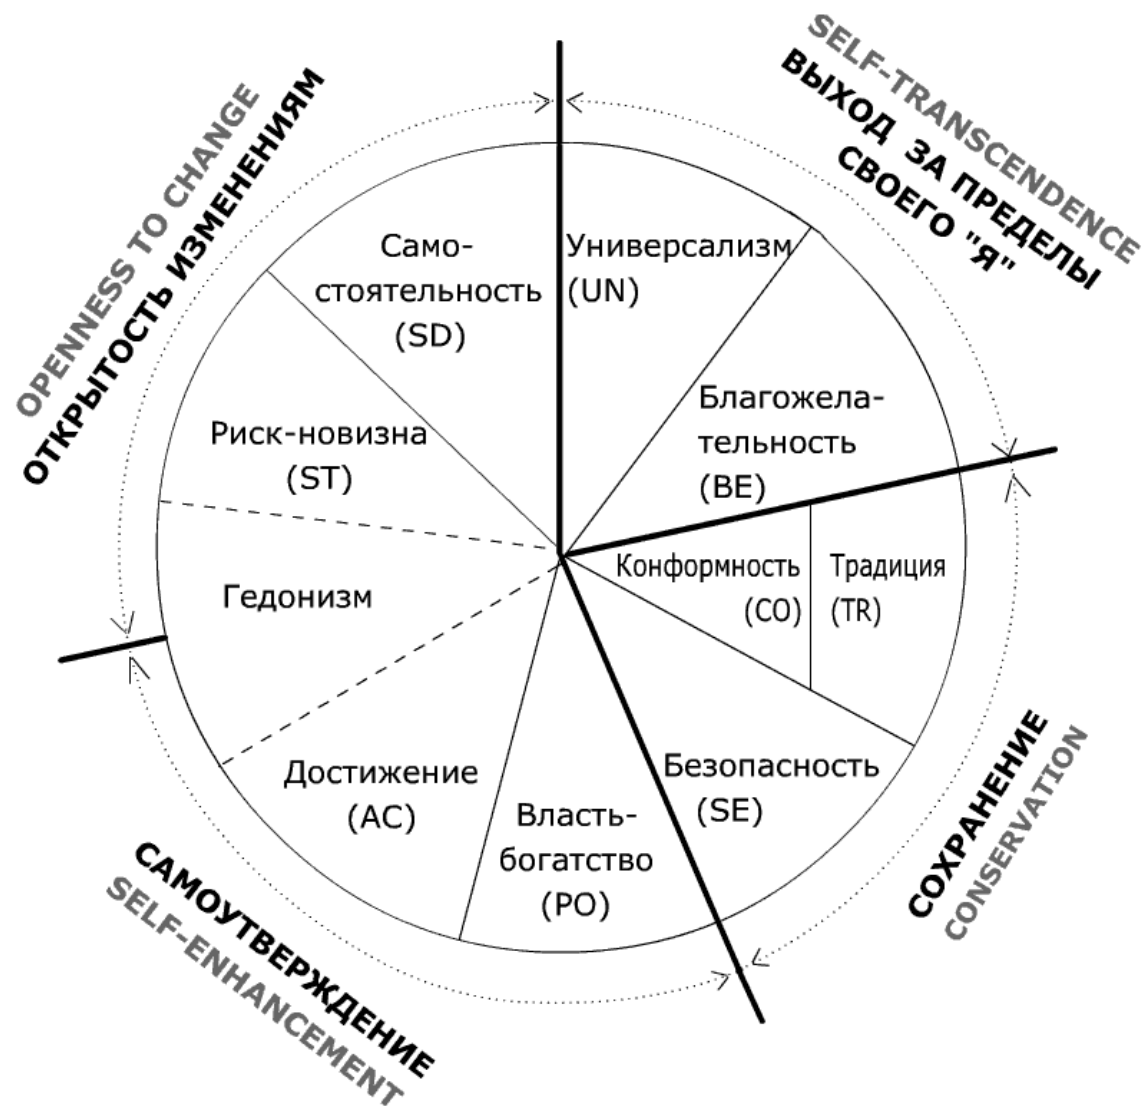 SELF-TRANSCENDENCE
ВЫХОД ЗА ПРЕДЕЛЫ
СВОЕГО "Я"
OPENNESS TO CHANGE
ОТКРЫТОСТЬ ИЗМЕНЕНИЯМ
Само-
стоятельность
(SD)
Универсализм
(UN)
Риск-новизна
(ST)
Благожела-
тельность
(BE)
Гедонизм
Конформность
(CO)
Традиция
(TR)
Достижение
(AC)
Власть-
богатство
(PO)
Безопасность
(SE)
САМОУТВЕРЖДЕНИЕ
SELF-ENHANCEMENT
СОХРАНЕНИЕ
CONSERVATION